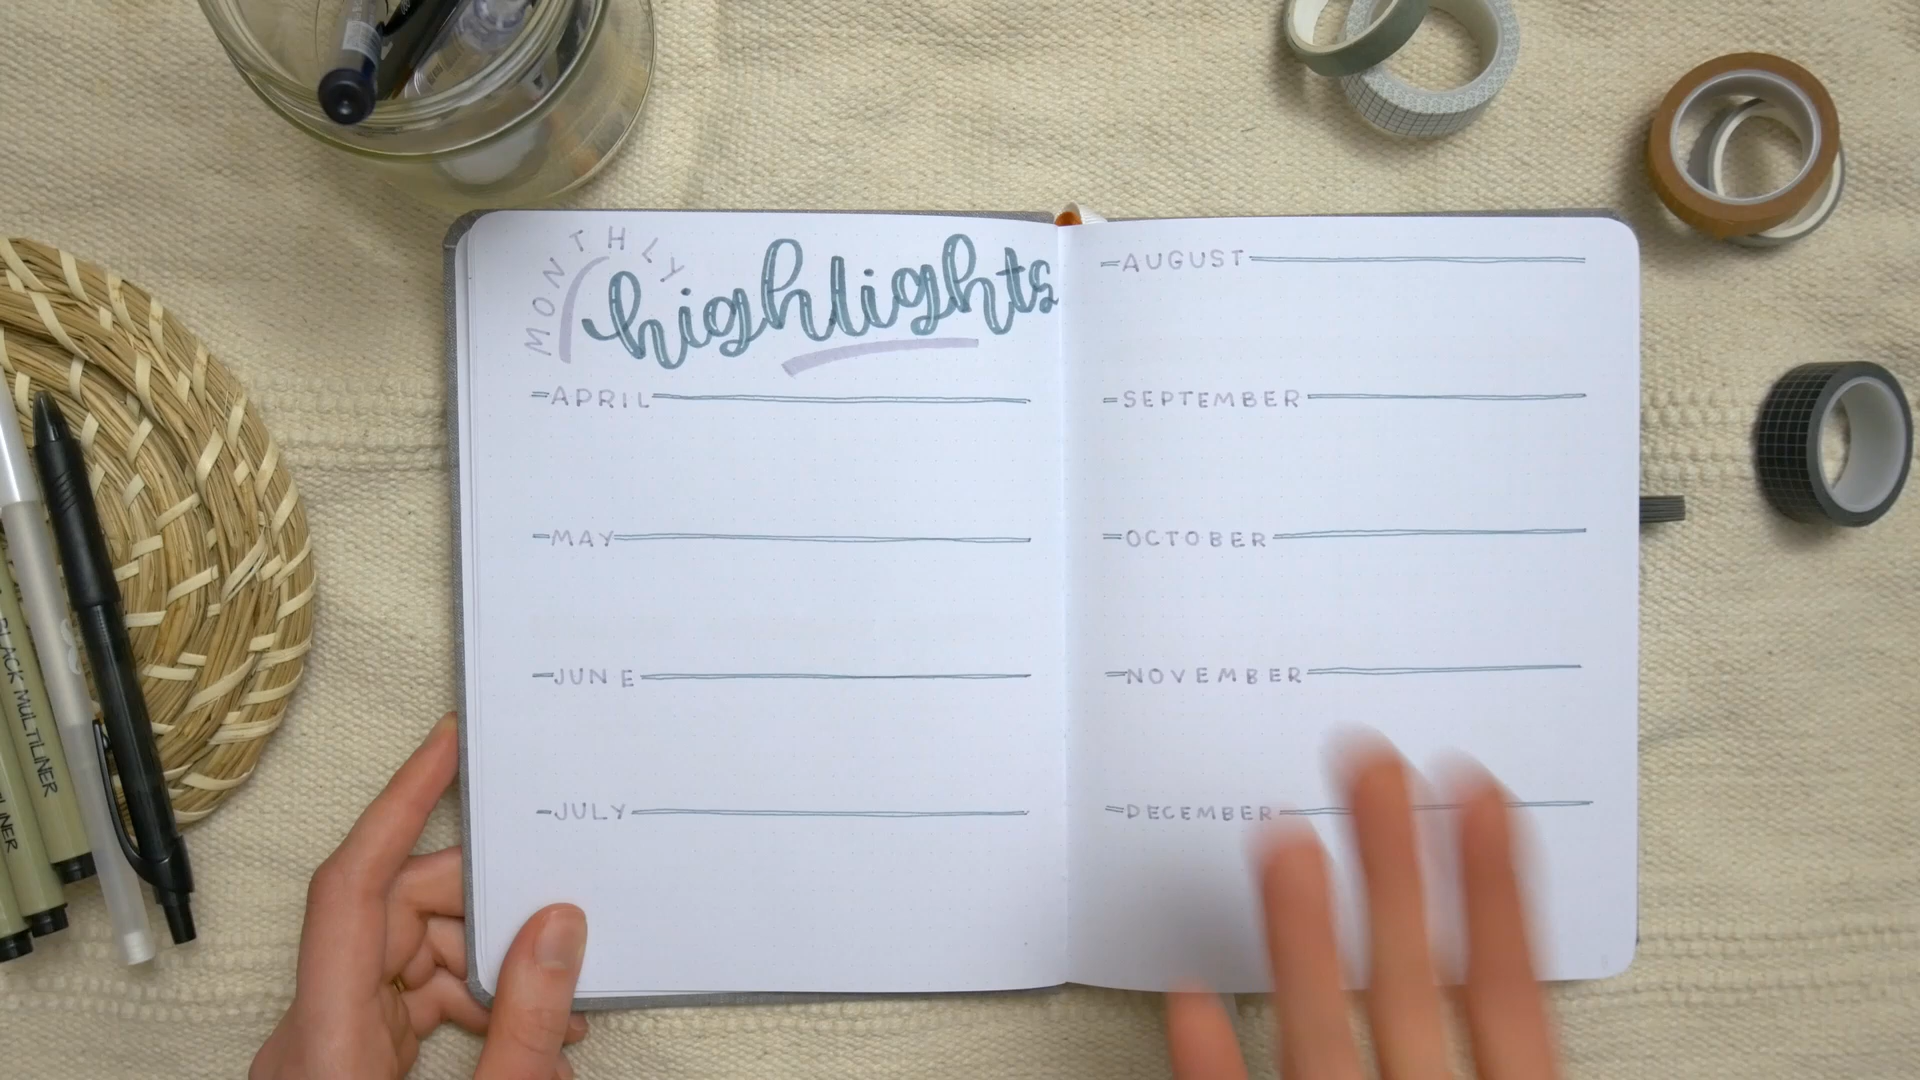 MONTHLY
highlights
APRIL
MAY
JUNE
JULY
AUGUST
SEPTEMBER
OCTOBER
NOVEMBER
DECEMBER
BLACK MULTILINER